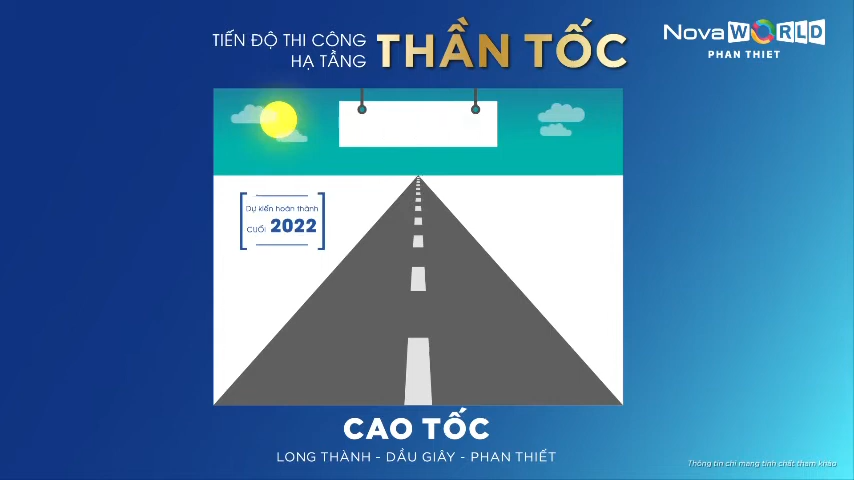 TIẾN ĐỘ THI CÔNG
HẠ TẦNG
THẦN TỐC
NovaWORLD
PHAN THIET
Dự kiến hoàn thành
CUỐI 2022
CAO TỐC
LONG THÀNH - DẦU GIÂY - PHAN THIẾT
Thông tin chỉ mang tính chất tham khảo